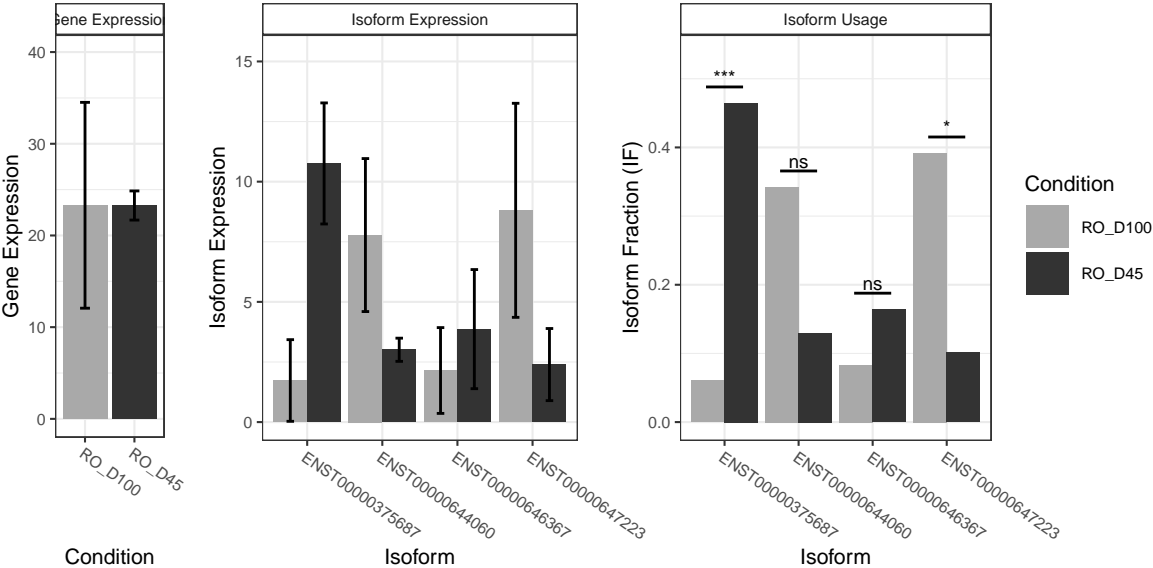 Gene Expression
Isoform Expression
Isoform Usage
Gene Expression
40
30
20
10
0
RO_D100
RO_D45
Condition
Isoform Expression
15
10
5
0
ENST00000375687
ENST00000644060
ENST00000646367
ENST00000647223
Isoform
Isoform Fraction (IF)
0.4
0.2
0.0
***
ns
ns
*
ENST00000375687
ENST00000644060
ENST00000646367
ENST00000647223
Isoform
Condition
RO_D100
RO_D45